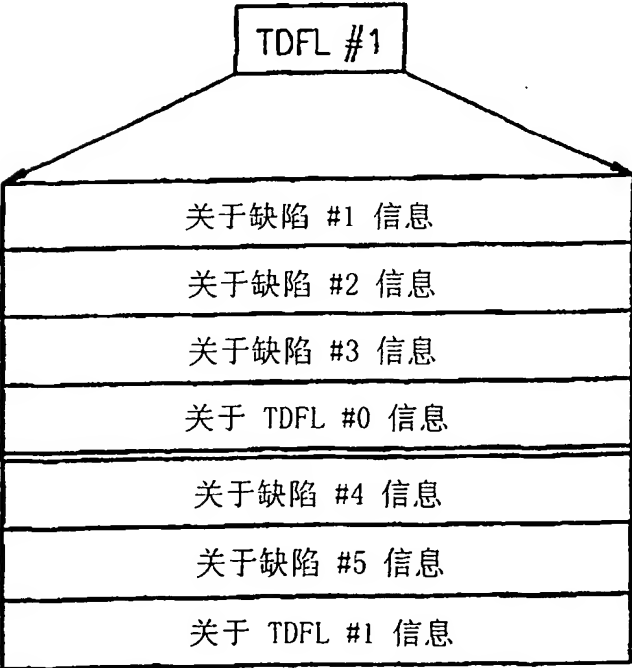 TDFL #1
关于缺陷 #1 信息
关于缺陷 #2 信息
关于缺陷 #3 信息
关于 TDFL #0 信息
关于缺陷 #4 信息
关于缺陷 #5 信息
关于 TDFL #1 信息